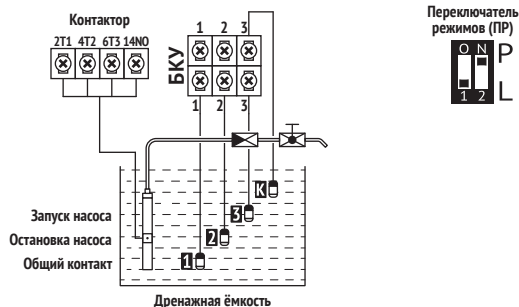 Контактор
2T1 4T2 6T3 14NO
1 2 3
БКУ
1 2 3
Переключатель
режимов (ПР)
ON
P
1 2
L
К
Запуск насоса
3
Остановка насоса
2
Общий контакт
1
Дренажная ёмкость